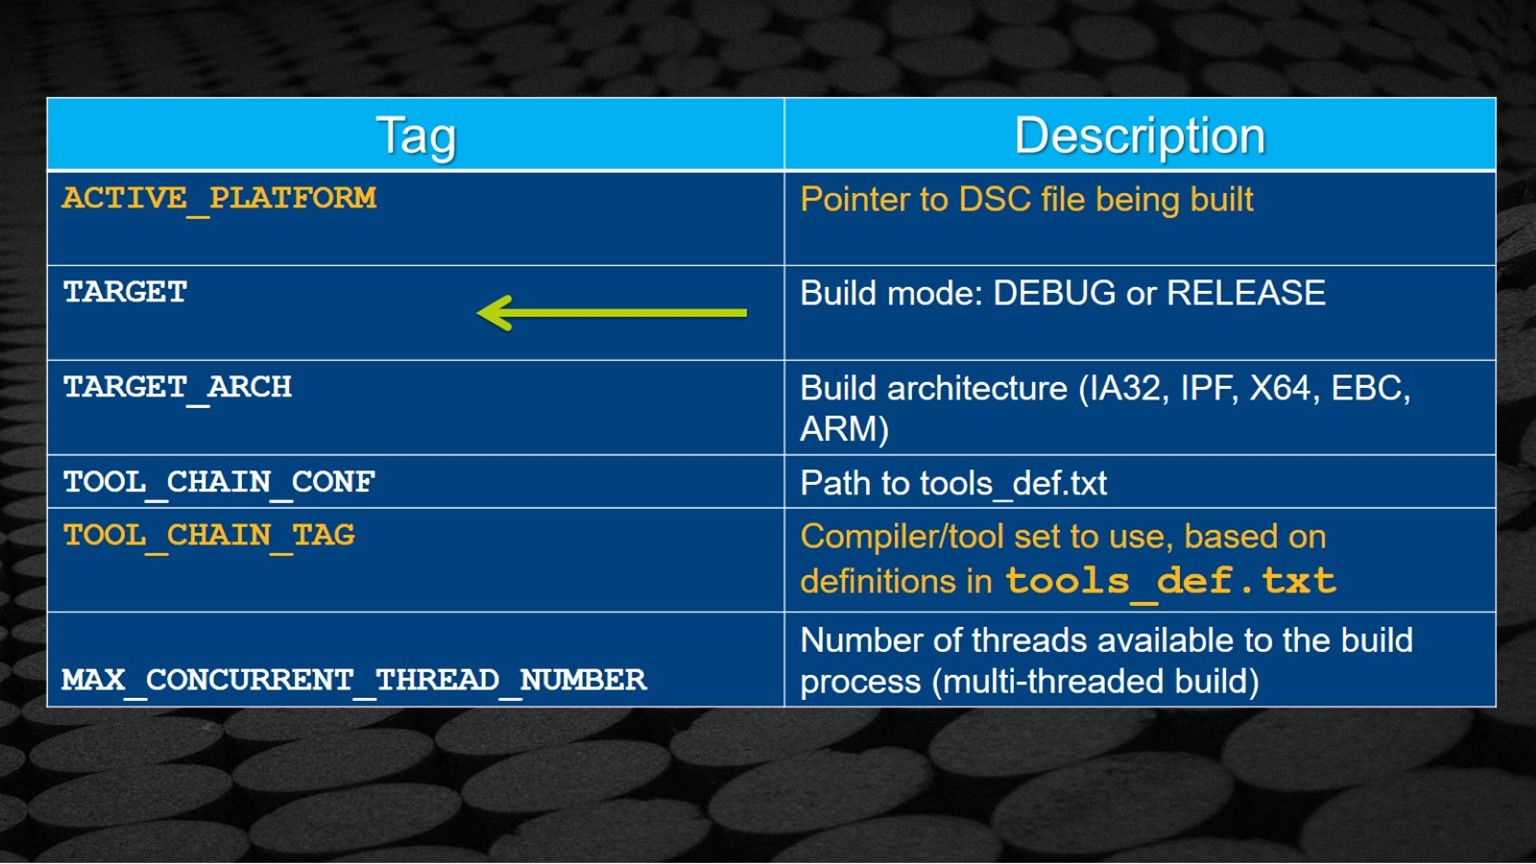 Tag
Description
ACTIVE_PLATFORM
Pointer to DSC file being built
TARGET
Build mode: DEBUG or RELEASE
TARGET_ARCH
Build architecture (IA32, IPF, X64, EBC,
ARM)
TOOL_CHAIN_CONF
Path to tools_def.txt
TOOL_CHAIN_TAG
Compiler/tool set to use, based on
definitions in tools_def.txt
MAX_CONCURRENT_THREAD_NUMBER
Number of threads available to the build
process (multi-threaded build)